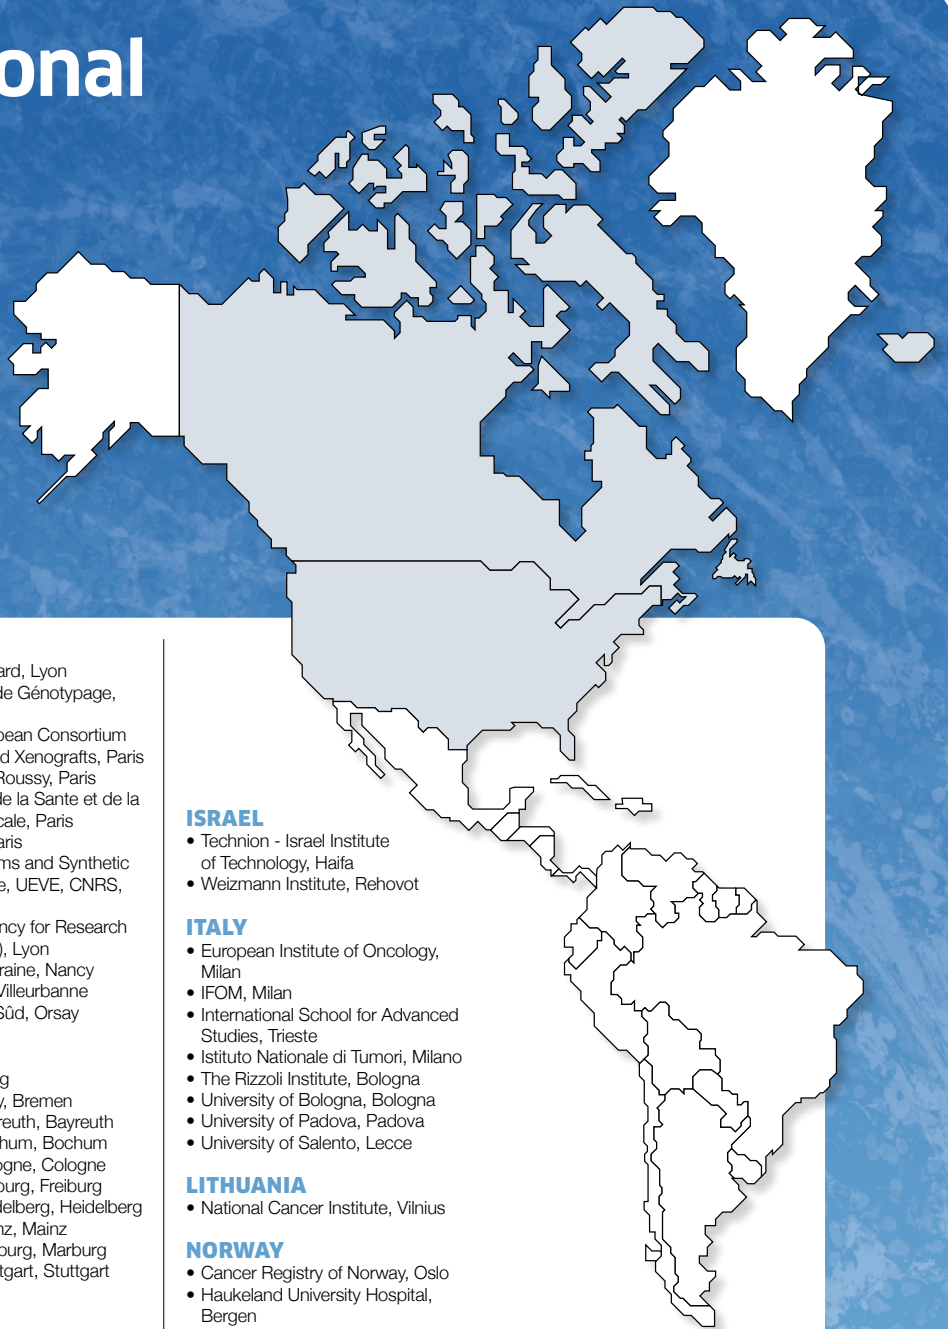 onal
ard, Lyon
de Génotypage,
pean Consortium
d Xenografts, Paris
Roussy, Paris
de la Sante et de la
cale, Paris
aris
ms and Synthetic
e, UEVE, CNRS,
ncy for Research
), Lyon
raine, Nancy
Villeurbanne
Sûd, Orsay
g
y, Bremen
reuth, Bayreuth
hum, Bochum
ogne, Cologne
burg, Freiburg
delberg, Heidelberg
nz, Mainz
burg, Marburg
ttgart, Stuttgart
ISRAEL
• Technion - Israel Institute
of Technology, Haifa
• Weizmann Institute, Rehovot
ITALY
• European Institute of Oncology,
Milan
• IFOM, Milan
• International School for Advanced
Studies, Trieste
• Istituto Nationale di Tumori, Milano
• The Rizzoli Institute, Bologna
• University of Bologna, Bologna
• University of Padova, Padova
• University of Salento, Lecce
LITHUANIA
• National Cancer Institute, Vilnius
NORWAY
• Cancer Registry of Norway, Oslo
• Haukeland University Hospital,
Bergen